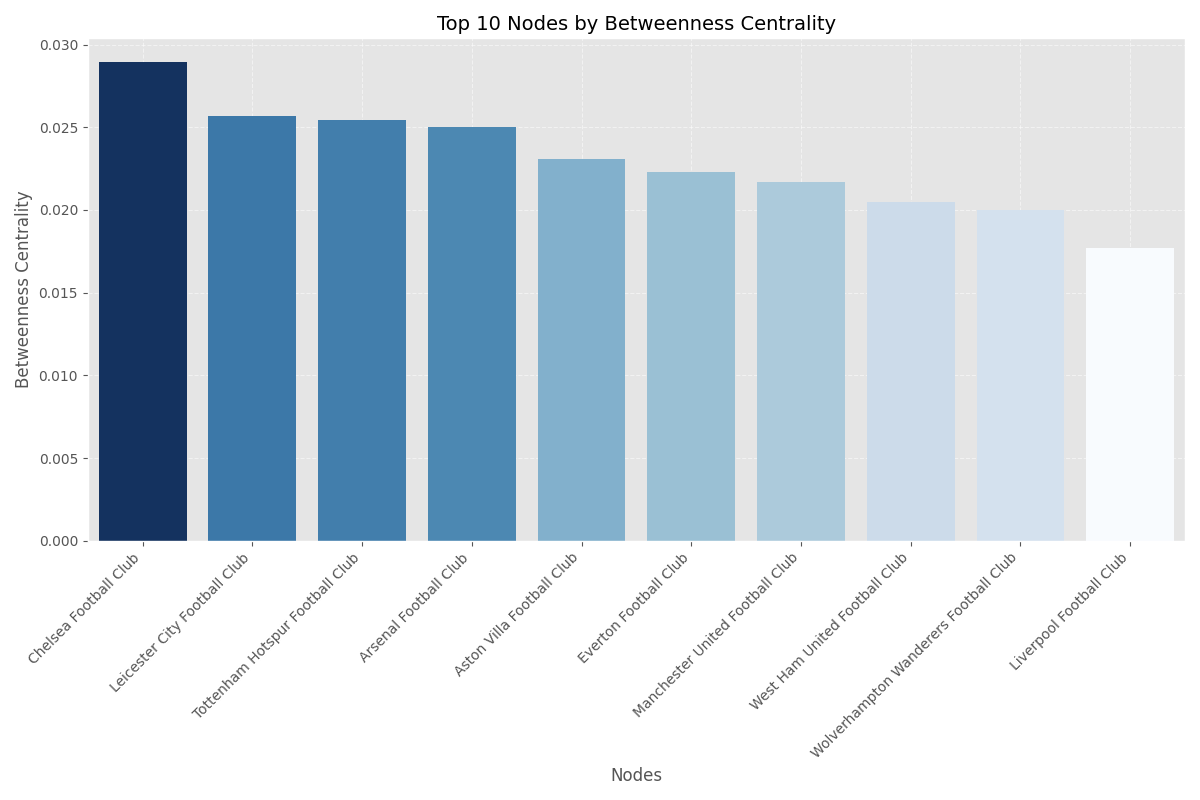 Top 10 Nodes by Betweenness Centrality
Betweenness Centrality
0.030
0.025
0.020
0.015
0.010
0.005
0.000
Chelsea Football Club
Leicester City Football Club
Tottenham Hotspur Football Club
Arsenal Football Club
Aston Villa Football Club
Everton Football Club
Manchester United Football Club
West Ham United Football Club
Wolverhampton Wanderers Football Club
Liverpool Football Club
Nodes